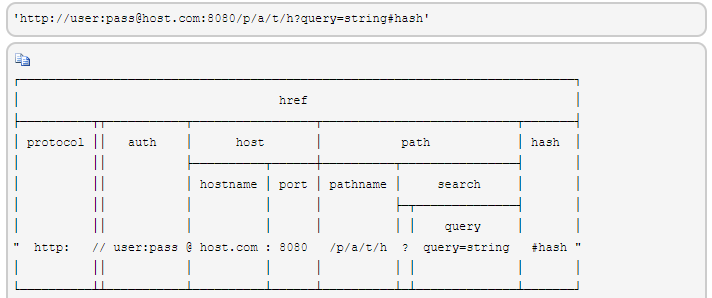 'http://user:pass@host.com:8080/p/a/t/h?query=string#hash'
href
protocol auth host path hash
hostname port pathname search
query
" http: // user:pass @ host.com : 8080 /p/a/t/h ? query=string #hash "